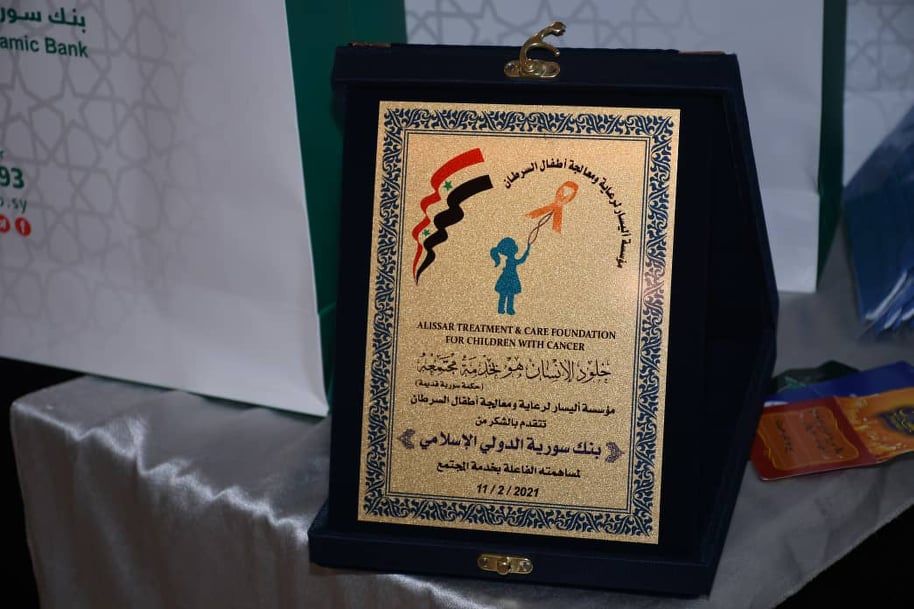 بنك سور
amic Bank
93
.sy
مؤسسة أليسار لرعاية ومعالجة أطفال السرطان
ALISSAR TREATMENT & CARE FOUNDATION
FOR CHILDREN WITH CANCER
خلود الإنسان هو بخدمة مجتمعه
(حكمة سورية قديمة)
مؤسسة أليسار لرعاية ومعالجة أطفال السرطان
تتقدم بالشكر من
بنك سورية الدولي الإسلامي
لمساهمته الفاعلة بخدمة المجتمع
11 / 2 / 2021